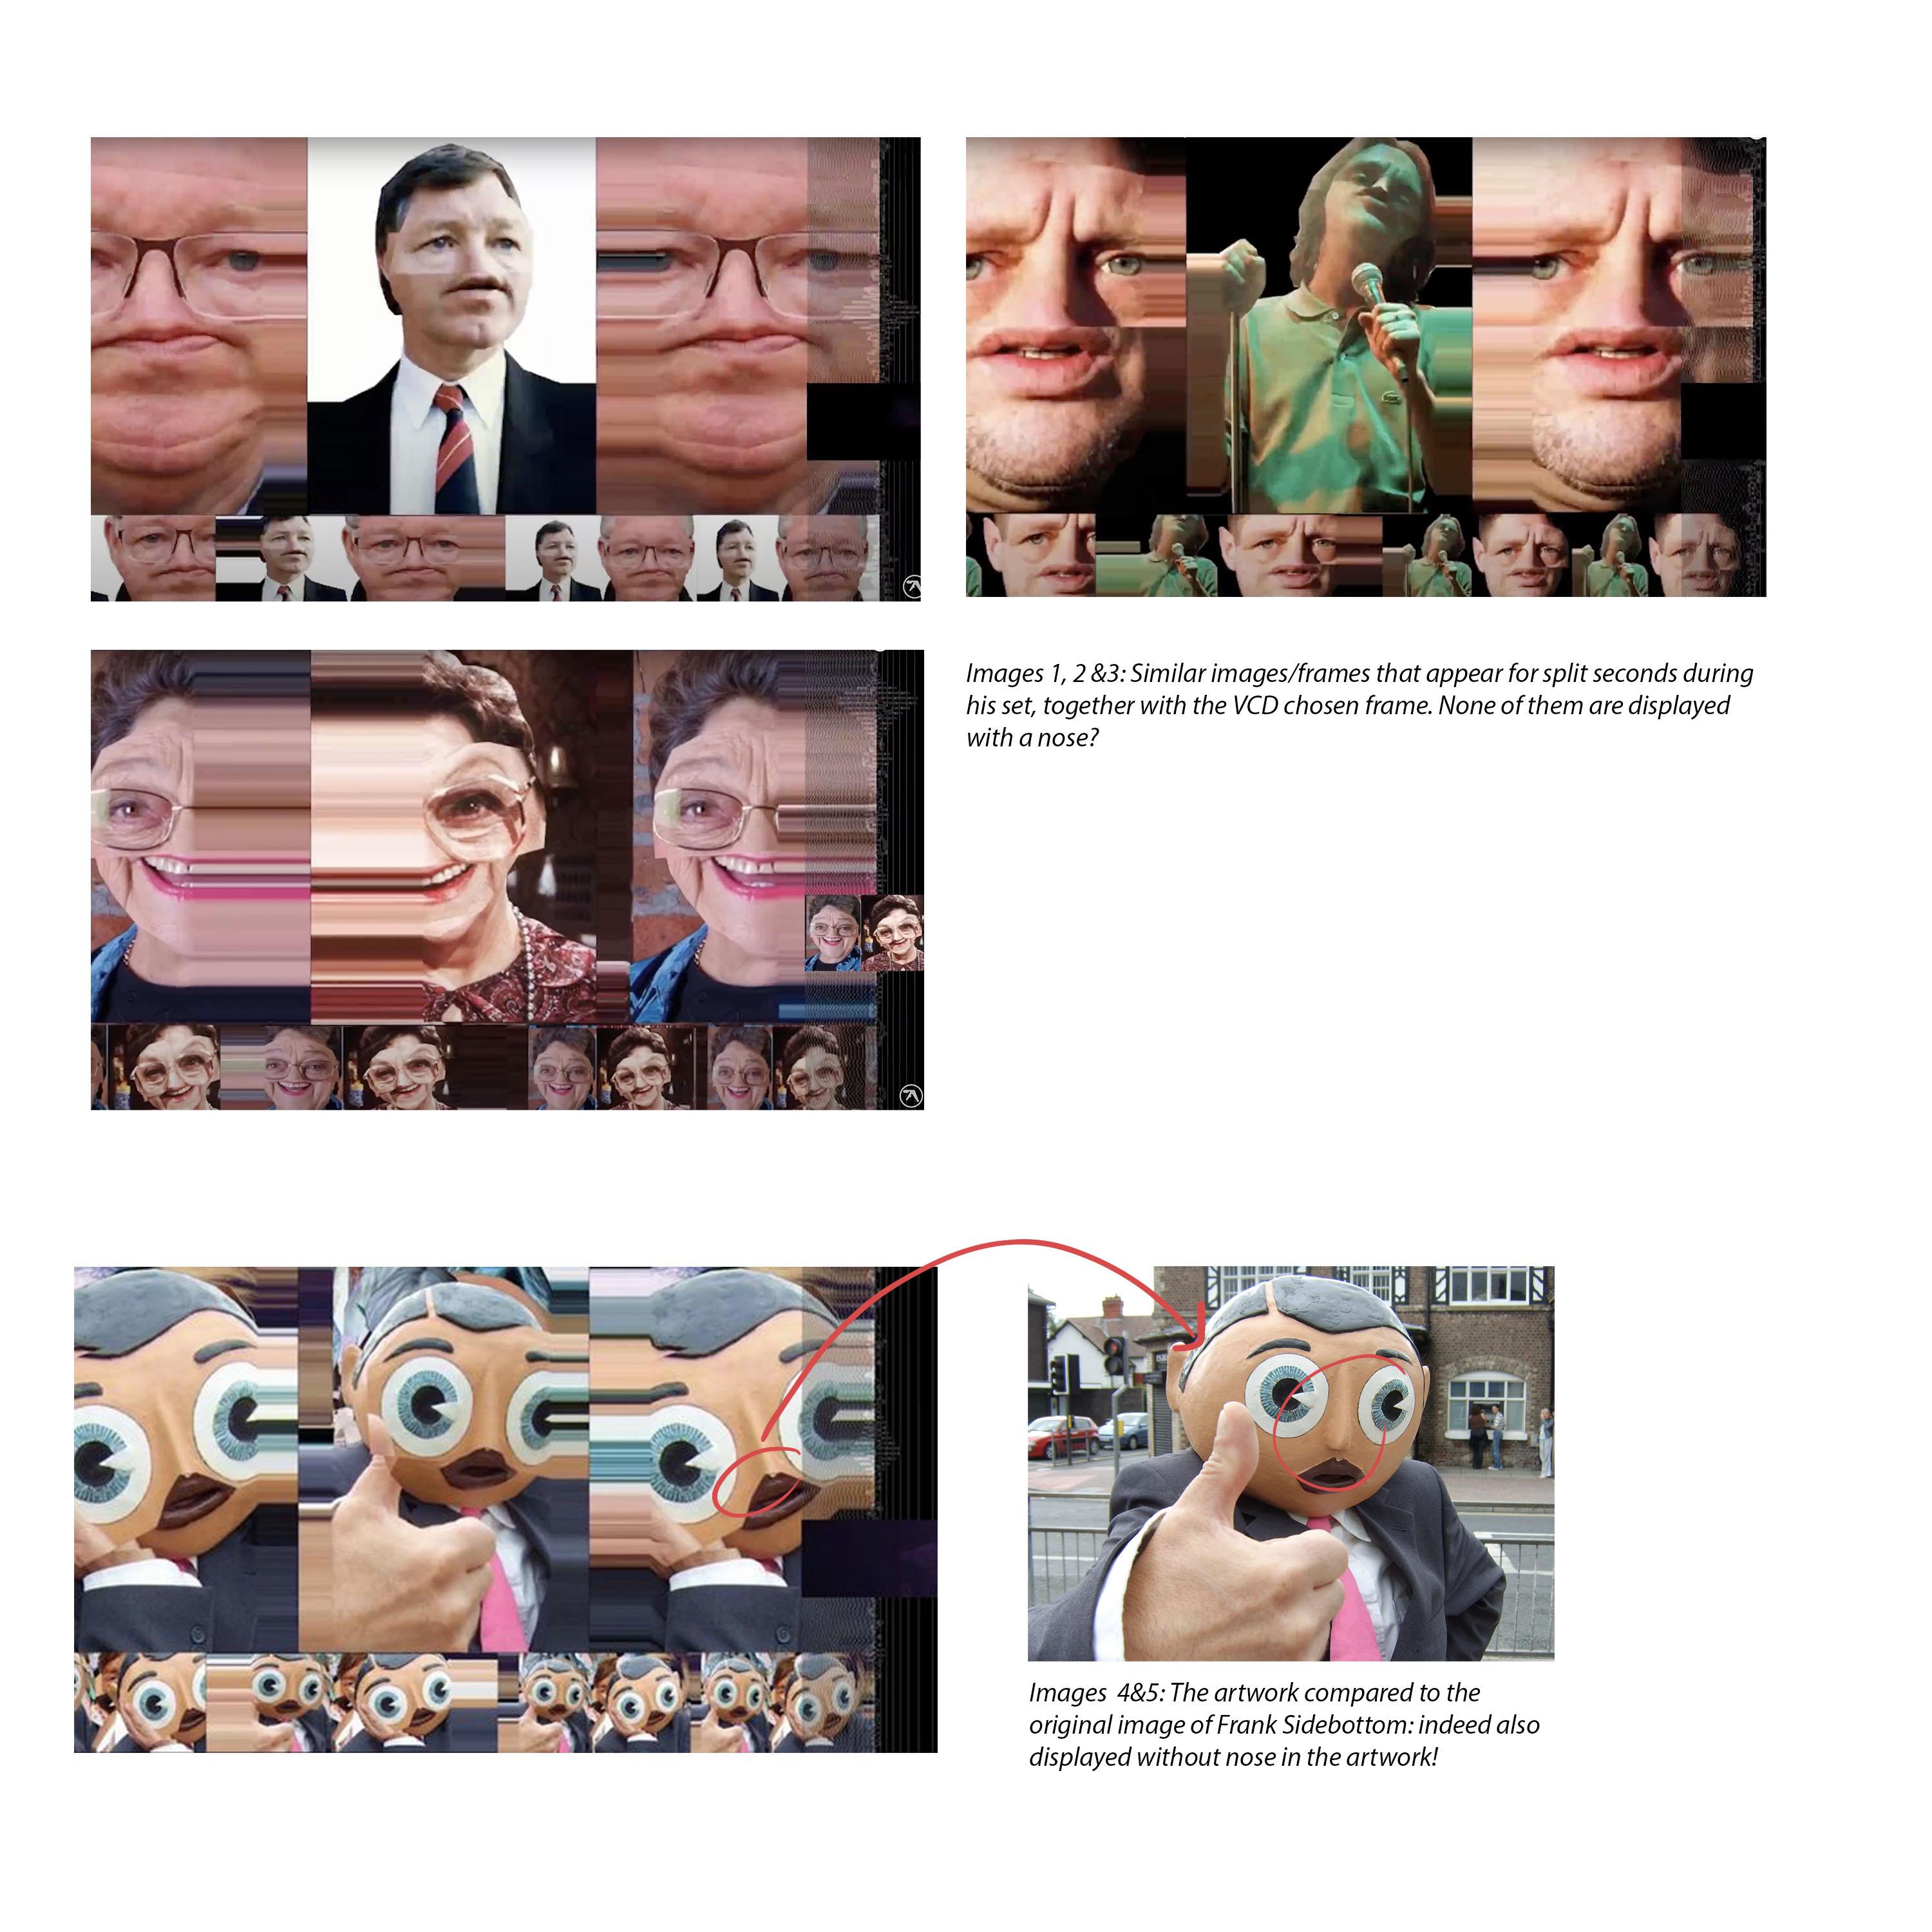 Images 1, 2 &3: Similar images/frames that appear for split seconds during
his set, together with the VCD chosen frame. None of them are displayed
with a nose?
Images 4&5: The artwork compared to the
original image of Frank Sidebottom: indeed also
displayed without nose in the artwork!